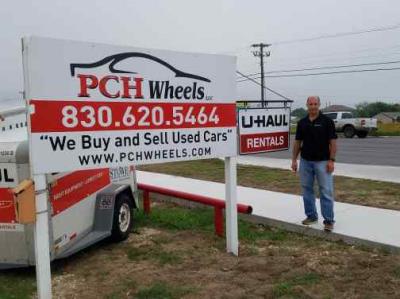 PCH Wheels LLC
830.620.5464
"We Buy and Sell Used Cars"
www.PCHWHEELS.com
U-HAUL
RENTALS